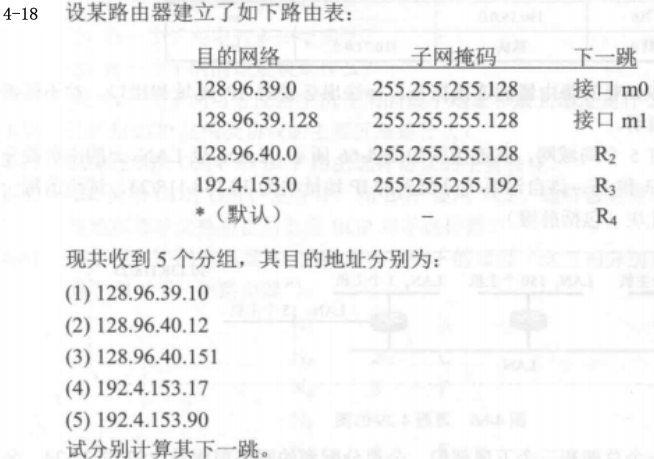 4-18 设某路由器建立了如下路由表：
目的网络 子网掩码 下一跳
128.96.39.0 255.255.255.128 接口 m0
128.96.39.128 255.255.255.128 接口 m1
128.96.40.0 255.255.255.128 R₂
192.4.153.0 255.255.255.192 R₃
*（默认） – R₄
现共收到 5 个分组，其目的地址分别为：
(1) 128.96.39.10
(2) 128.96.40.12
(3) 128.96.40.151
(4) 192.4.153.17
(5) 192.4.153.90
试分别计算其下一跳。